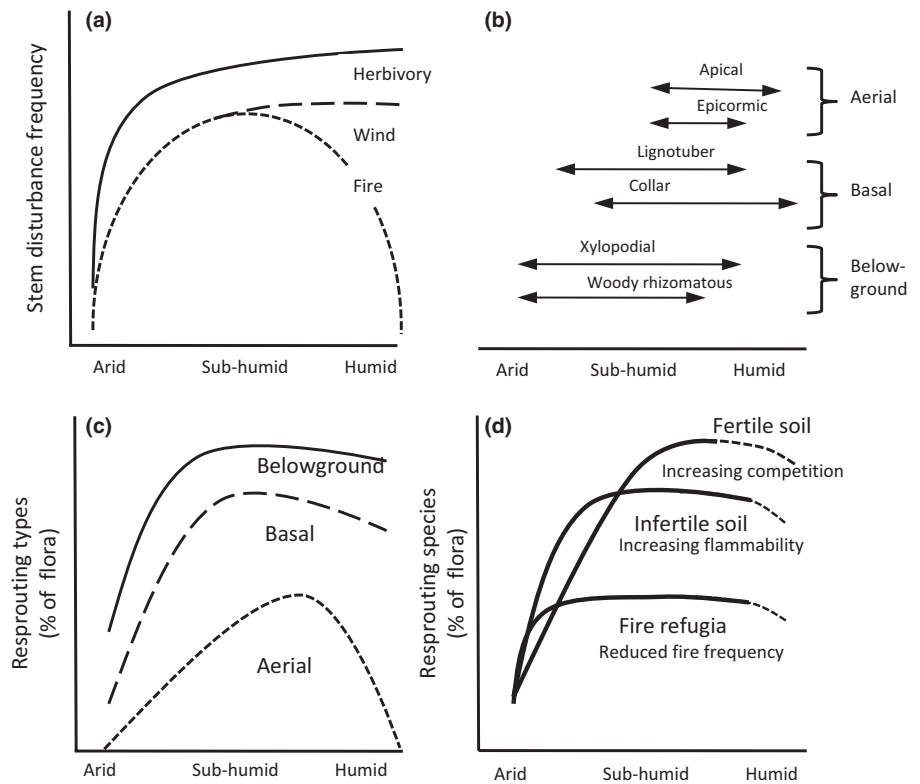 (a)
Stem disturbance frequency
Herbivory
Wind
Fire
Arid
Sub-humid
Humid
(b)
Apical
Epicormic
Aerial
Lignotuber
Collar
Basal
Xylopodial
Woody rhizomatous
Below-
ground
Arid
Sub-humid
Humid
(c)
Resprouting types
(% of flora)
Belowground
Basal
Aerial
Arid
Sub-humid
Humid
(d)
Resprouting species
(% of flora)
Fertile soil
Increasing competition
Infertile soil
Increasing flammability
Fire refugia
Reduced fire frequency
Arid
Sub-humid
Humid